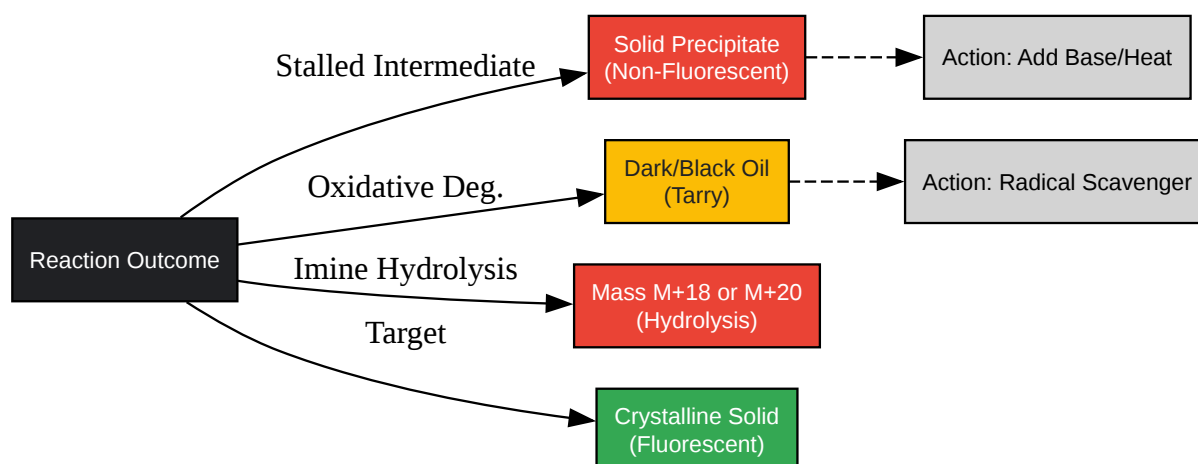 Stalled Intermediate
Solid Precipitate
(Non-Fluorescent)
Action: Add Base/Heat
Oxidative Deg.
Dark/Black Oil
(Tarry)
Action: Radical Scavenger
Reaction Outcome
Imine Hydrolysis
Mass M+18 or M+20
(Hydrolysis)
Target
Crystalline Solid
(Fluorescent)